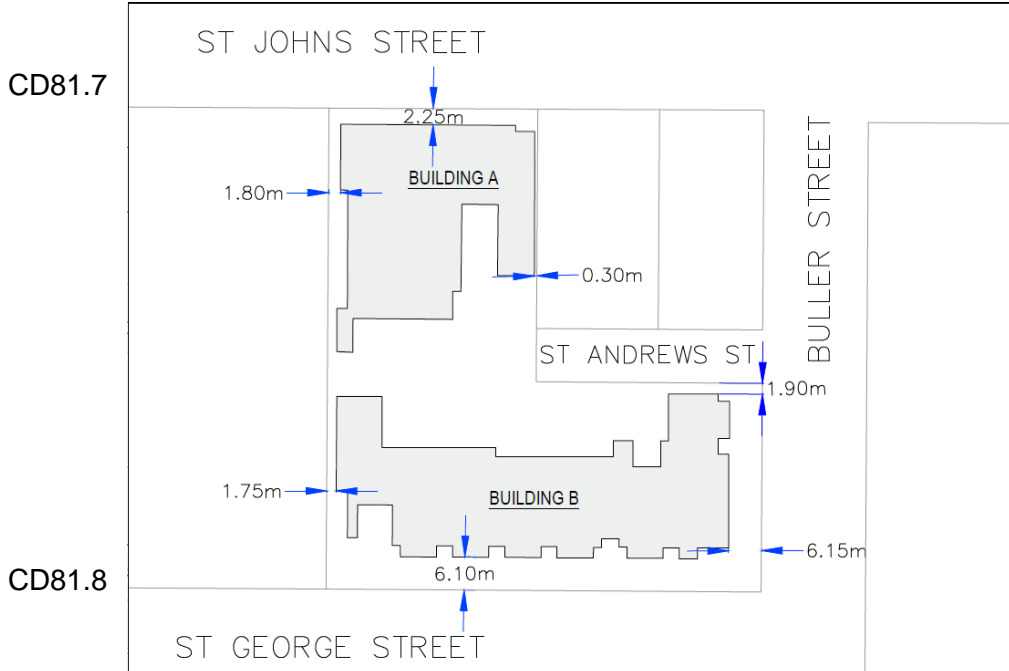 ST JOHNS STREET
CD81.7
2.25m
BULLER STREET
BUILDING A
1.80m
0.30m
ST ANDREWS ST
1.90m
1.75m
BUILDING B
6.15m
6.10m
CD81.8
ST GEORGE STREET